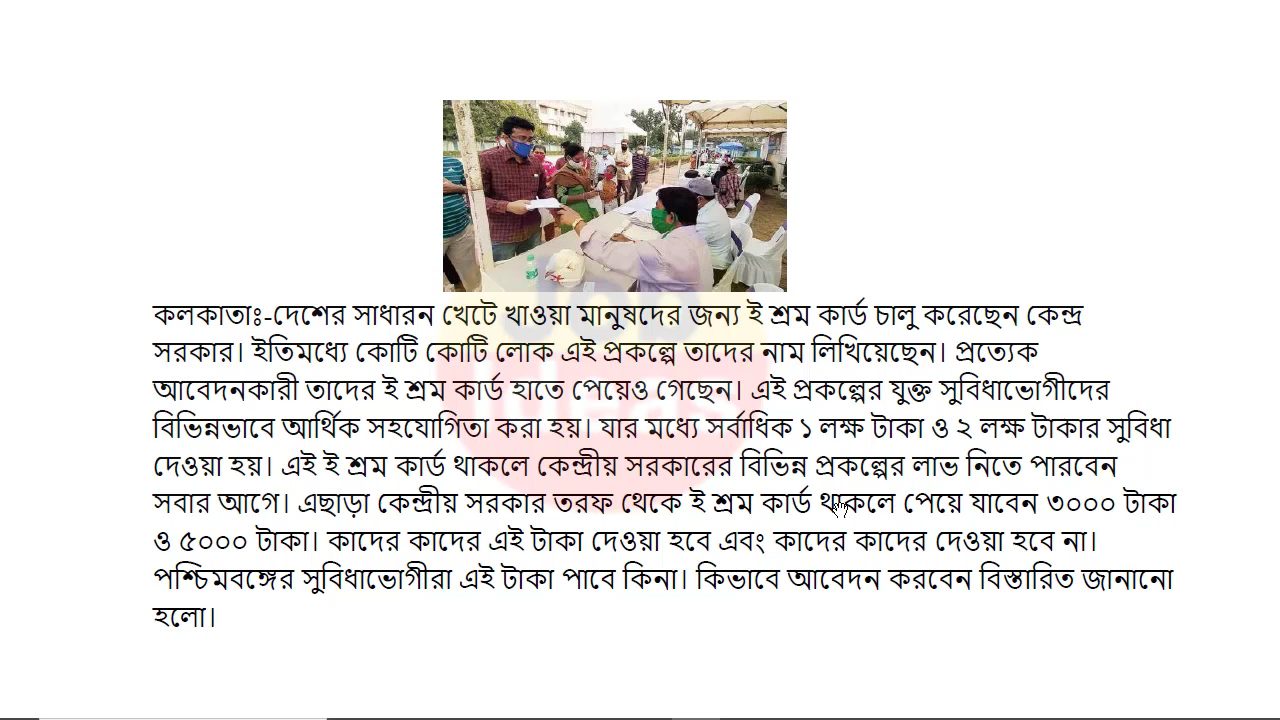 কলকাতাঃ-দেশের সাধারন খেটে খাওয়া মানুষদের জন্য ই শ্রম কার্ড চালু করেছেন কেন্দ্র
সরকার। ইতিমধ্যে কোটি কোটি লোক এই প্রকল্পে তাদের নাম লিখিয়েছেন। প্রত্যেক
আবেদনকারী তাদের ই শ্রম কার্ড হাতে পেয়েও গেছেন। এই প্রকল্পের যুক্ত সুবিধাভোগীদের
বিভিন্নভাবে আর্থিক সহযোগিতা করা হয়। যার মধ্যে সর্বাধিক ১ লক্ষ টাকা ও ২ লক্ষ টাকার সুবিধা
দেওয়া হয়। এই ই শ্রম কার্ড থাকলে কেন্দ্রীয় সরকারের বিভিন্ন প্রকল্পের লাভ নিতে পারবেন
সবার আগে। এছাড়া কেন্দ্রীয় সরকার তরফ থেকে ই শ্রম কার্ড থাকলে পেয়ে যাবেন ৩০০০ টাকা
ও ৫০০০ টাকা। কাদের কাদের এই টাকা দেওয়া হবে এবং কাদের কাদের দেওয়া হবে না।
পশ্চিমবঙ্গের সুবিধাভোগীরা এই টাকা পাবে কিনা। কিভাবে আবেদন করবেন বিস্তারিত জানানো
হলো।